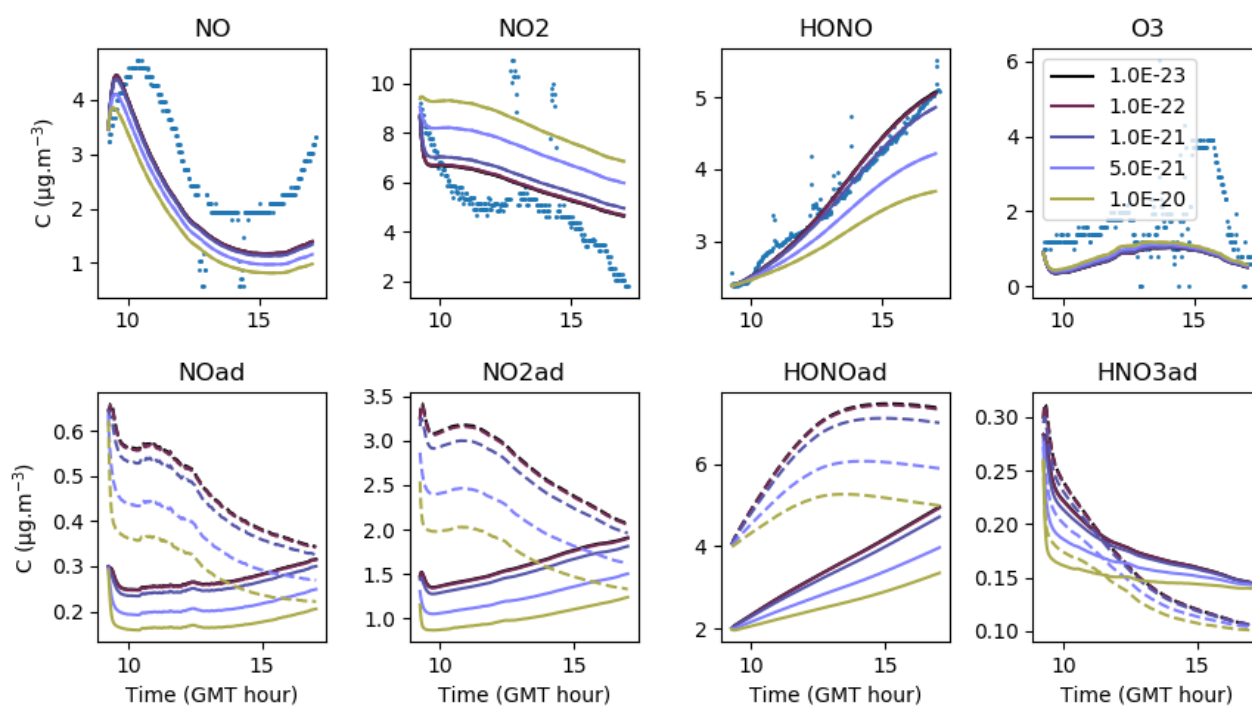 NO
NO2
HONO
O3
C (µg.m⁻³)
4
3
2
1
10
8
6
4
2
5
4
3
6
4
2
0
1.0E-23
1.0E-22
1.0E-21
5.0E-21
1.0E-20
10 15
10 15
10 15
10 15
NOad
NO2ad
HONOad
HNO3ad
C (µg.m⁻³)
0.6
0.5
0.4
0.3
0.2
3.5
3.0
2.5
2.0
1.5
1.0
6
4
2
0.30
0.25
0.20
0.15
0.10
10 15
10 15
10 15
10 15
Time (GMT hour)
Time (GMT hour)
Time (GMT hour)
Time (GMT hour)